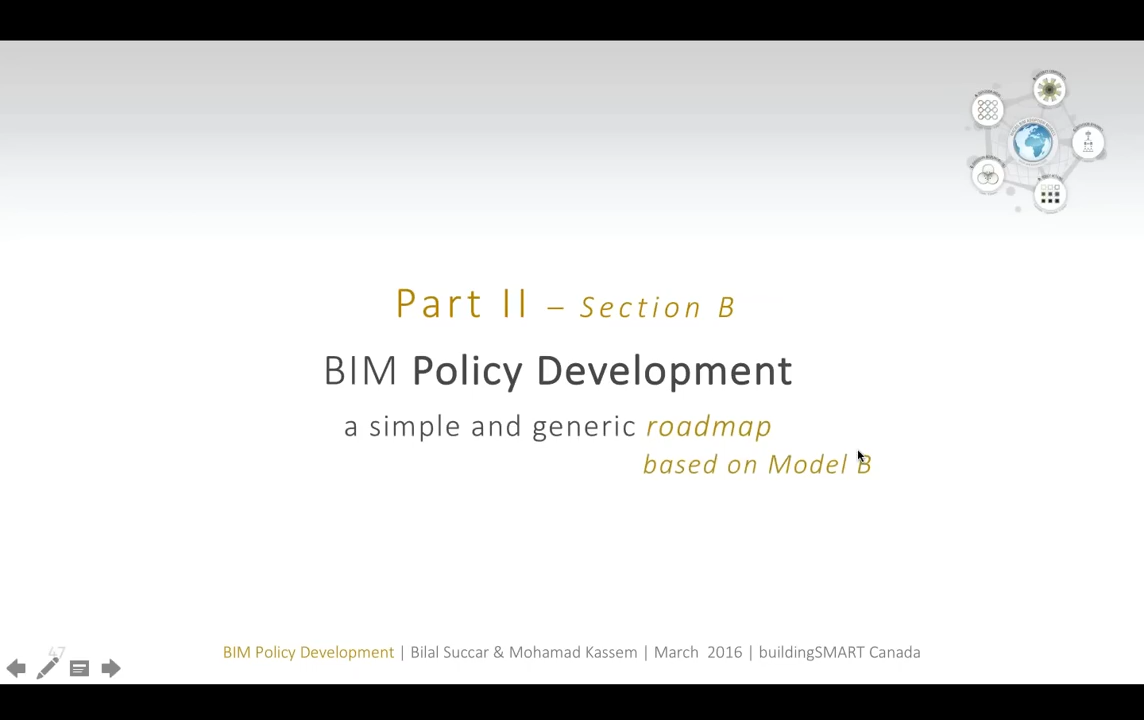 Part II – Section B
BIM Policy Development
a simple and generic roadmap
based on Model B
47
BIM Policy Development | Bilal Succar & Mohamad Kassem | March 2016 | buildingSMART Canada